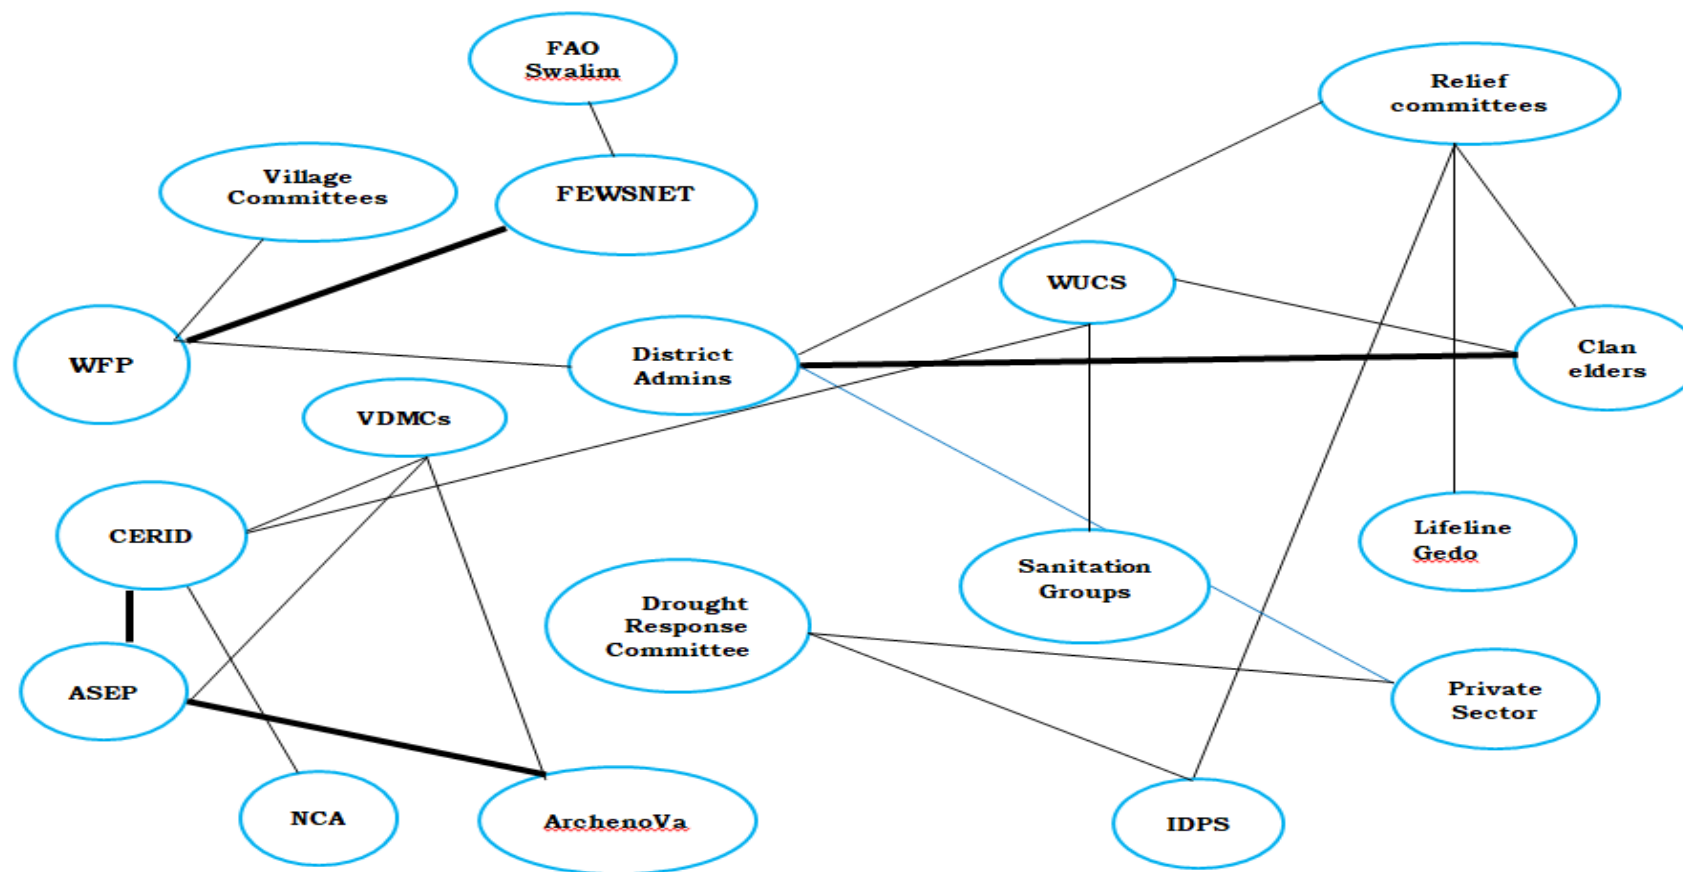 FAO
Swalim
Relief
committees
Village
Committees
FEWSNET
WUCS
WFP
District
Admins
Clan
elders
VDMCs
CERID
Lifeline
Gedo
Sanitation
Groups
Drought
Response
Committee
ASEP
Private
Sector
NCA
ArchenoVa
IDPS